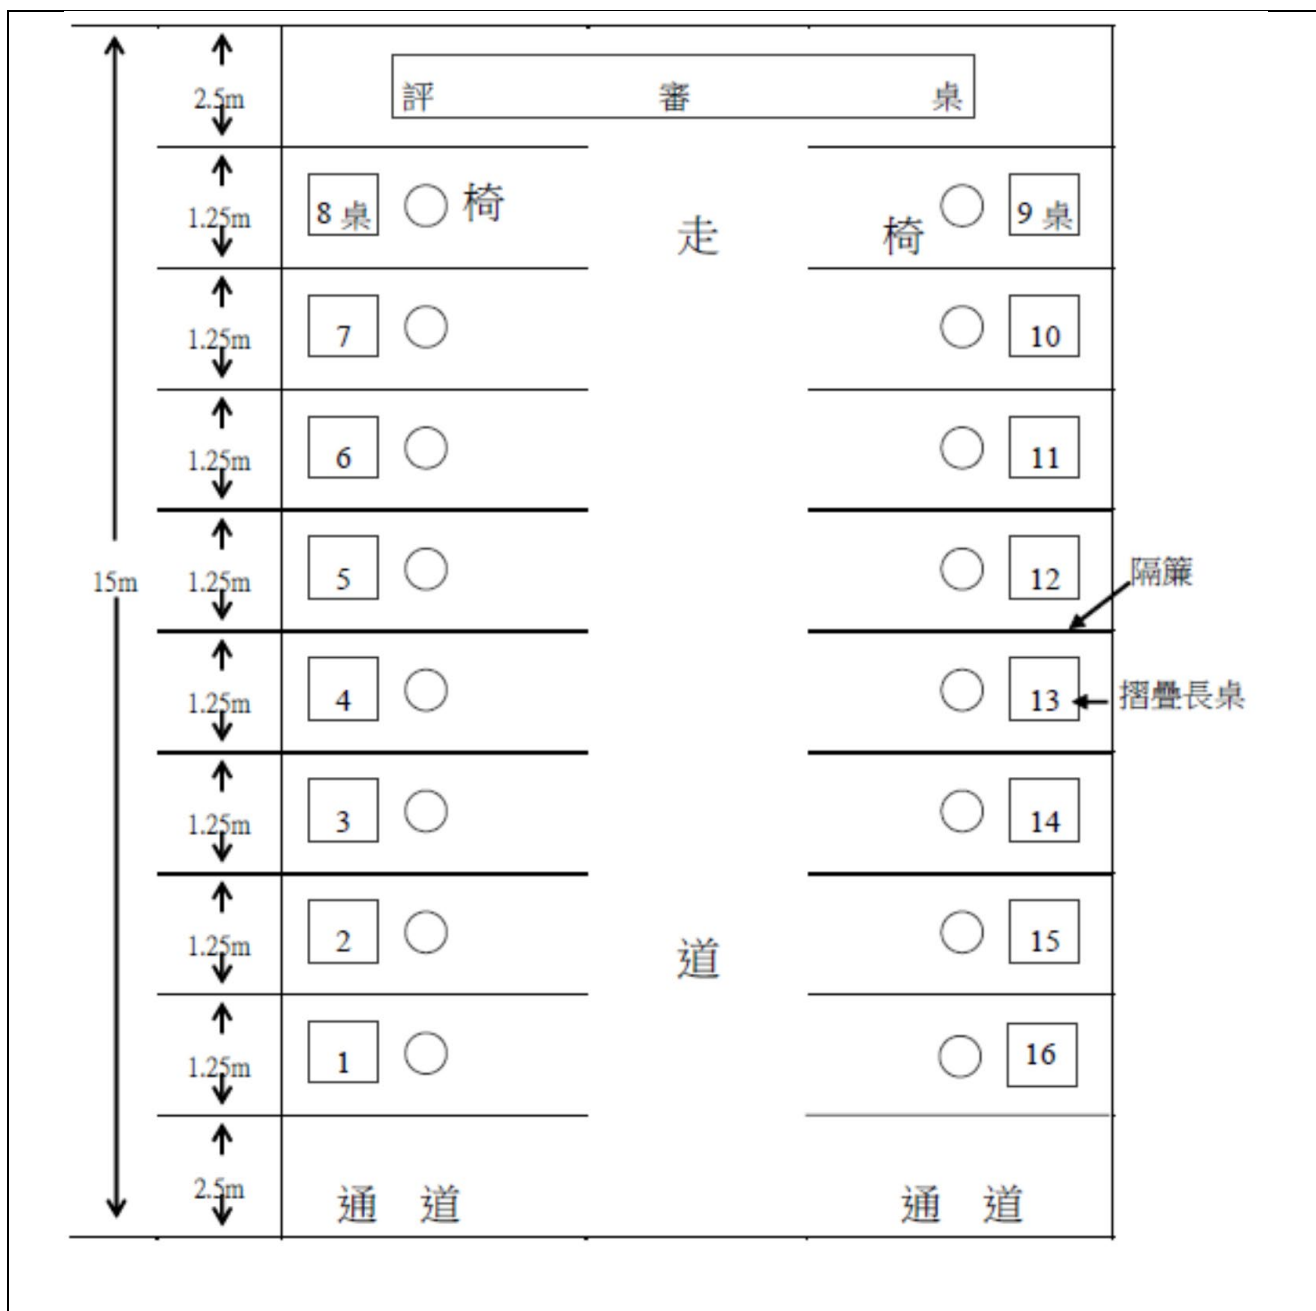 2.5m 評 審 桌
1.25m 8 桌 椅 走 椅 9 桌
1.25m 7 10
1.25m 6 11
15m 1.25m 5 12 隔簾
1.25m 4 13 摺疊長桌
1.25m 3 14
1.25m 2 道 15
1.25m 1 16
2.5m 通 道 通 道